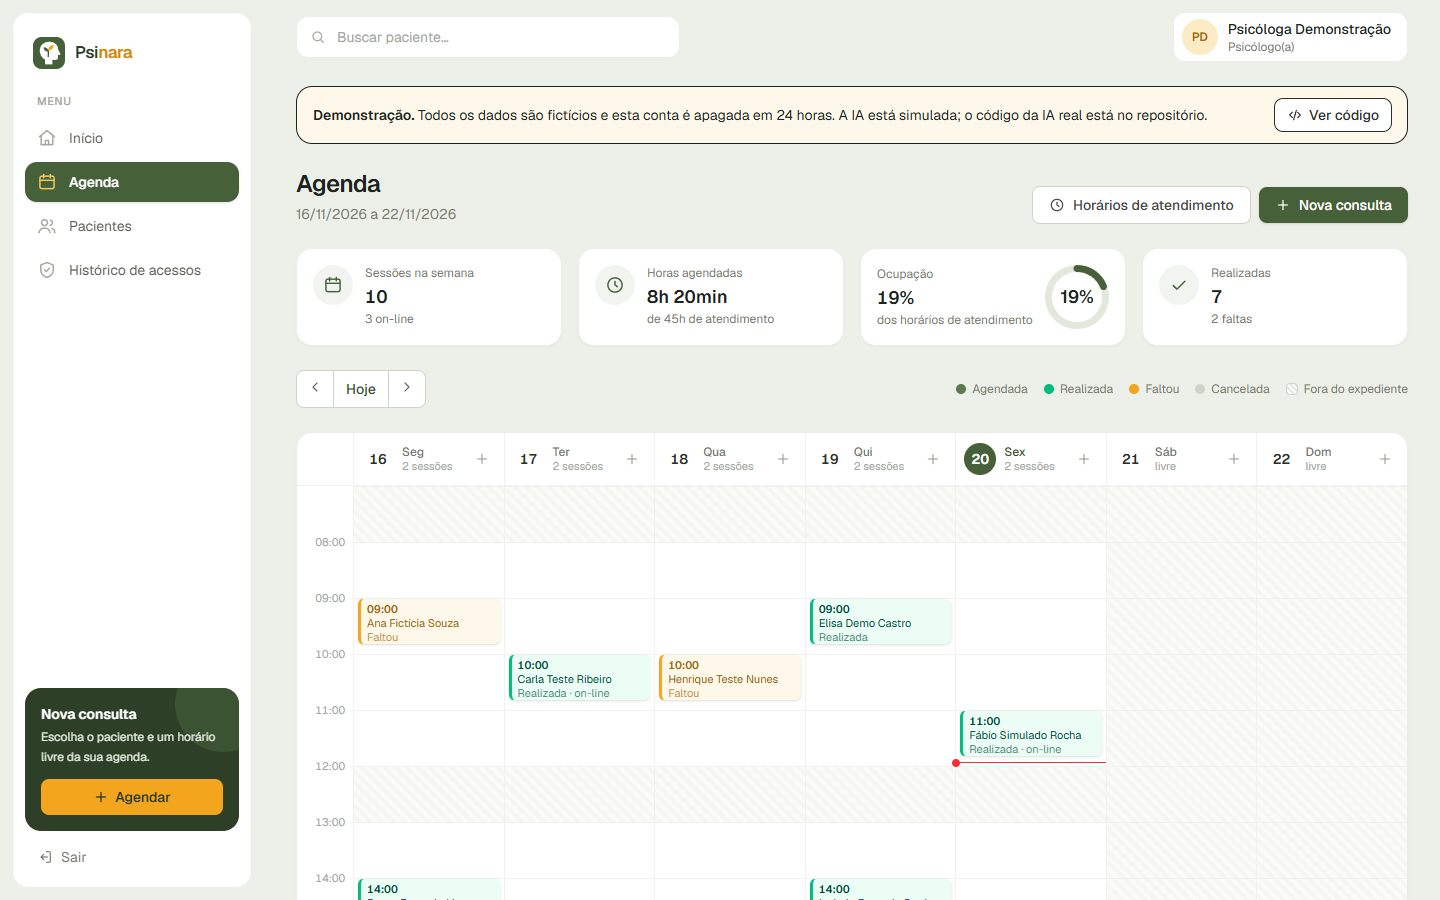 Psinara
Buscar paciente...
PD
Psicóloga Demonstração
Psicólogo(a)
MENU
Início
Agenda
Pacientes
Histórico de acessos
Demonstração. Todos os dados são fictícios e esta conta é apagada em 24 horas. A IA está simulada; o código da IA real está no repositório.
Ver código
Agenda
16/11/2026 a 22/11/2026
Horários de atendimento
Nova consulta
Sessões na semana
10
3 on-line
Horas agendadas
8h 20min
de 45h de atendimento
Ocupação
19%
dos horários de atendimento
19%
Realizadas
7
2 faltas
Hoje
Agendada
Realizada
Faltou
Cancelada
Fora do expediente
16 Seg
2 sessões
17 Ter
2 sessões
18 Qua
2 sessões
19 Qui
2 sessões
20 Sex
2 sessões
21 Sáb
livre
22 Dom
livre
08:00
09:00
09:00
Ana Fictícia Souza
Faltou
09:00
Elisa Demo Castro
Realizada
10:00
10:00
Carla Teste Ribeiro
Realizada · on-line
10:00
Henrique Teste Nunes
Faltou
11:00
11:00
Fábio Simulado Rocha
Realizada · on-line
12:00
13:00
14:00
14:00
14:00
Nova consulta
Escolha o paciente e um horário
livre da sua agenda.
Agendar
Sair